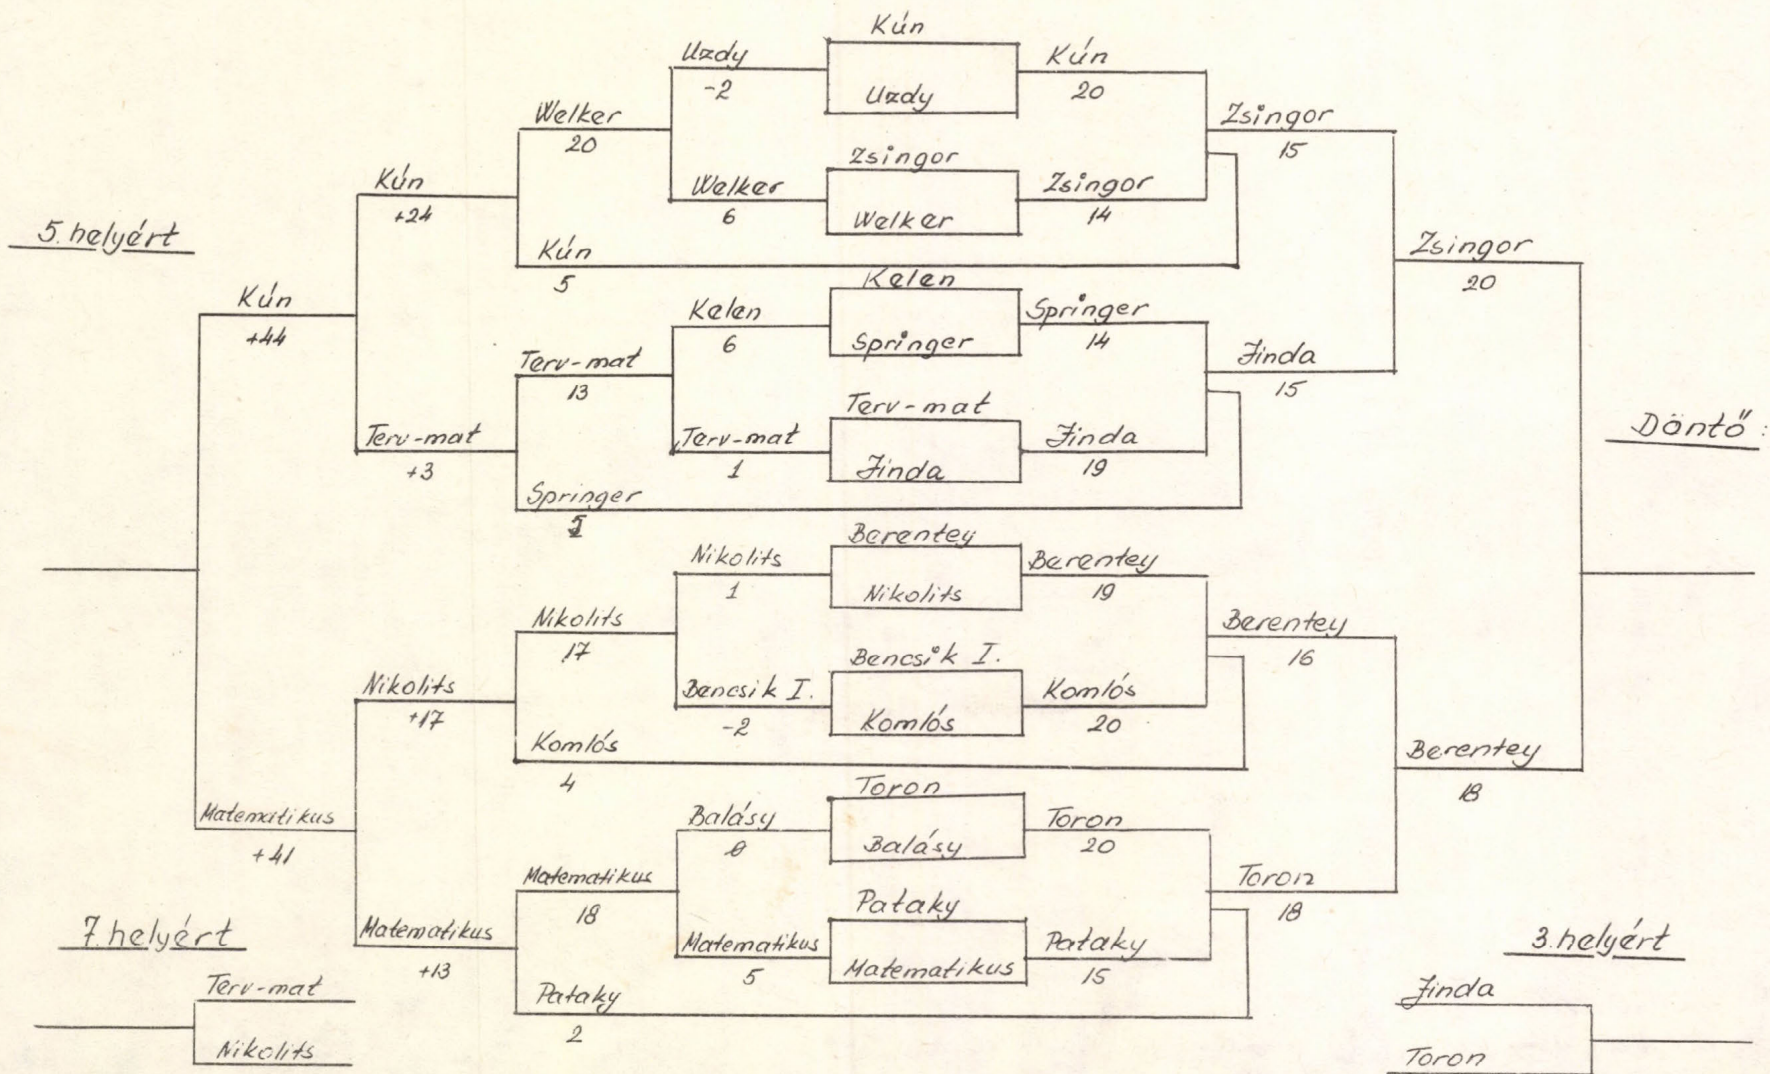 Kún
Uzdy
-2
Kún
20
Uzdy
Welker
20
Zsingor
15
Zsingor
Kún
+24
Welker
6
Zsingor
14
Welker
5. helyért
Kún
5
Zsingor
20
Kelen
Kún
+44
Kelen
6
Springer
14
Springer
Terv-mat
13
Jinda
15
Terv-mat
Terv-mat
+3
Terv-mat
1
Jinda
19
Jinda
Döntő:
Springer
Berentey
Nikolits
1
Berentey
19
Nikolits
Nikolits
17
Berentey
16
Bencsik I.
Nikolits
+17
Bencsik I.
-2
Komlós
20
Komlós
Komlós
4
Berentey
18
Toron
Matematikus
+41
Balásy
0
Toron
20
Balásy
Matematikus
18
Toron
18
Pataky
7. helyért
Matematikus
+13
Matematikus
5
Pataky
15
Matematikus
3. helyért
Terv-mat
Pataky
2
Jinda
Nikolits
Toron